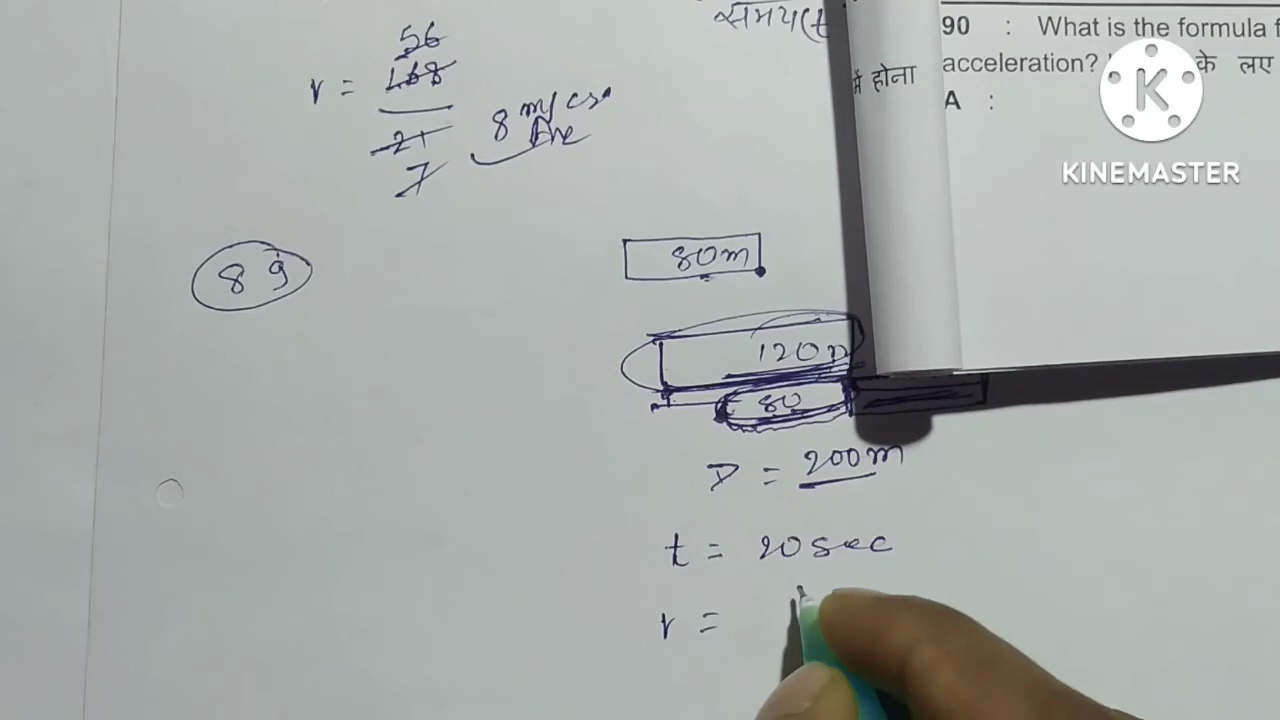 समय(t
90 : What is the formula f
acceleration?
के लए
में होना
A :
KINEMASTER
56
v = 168
21
7
8 m/
Ans
89
80m
120m
80
D = 200m
t = 20 sec
v =